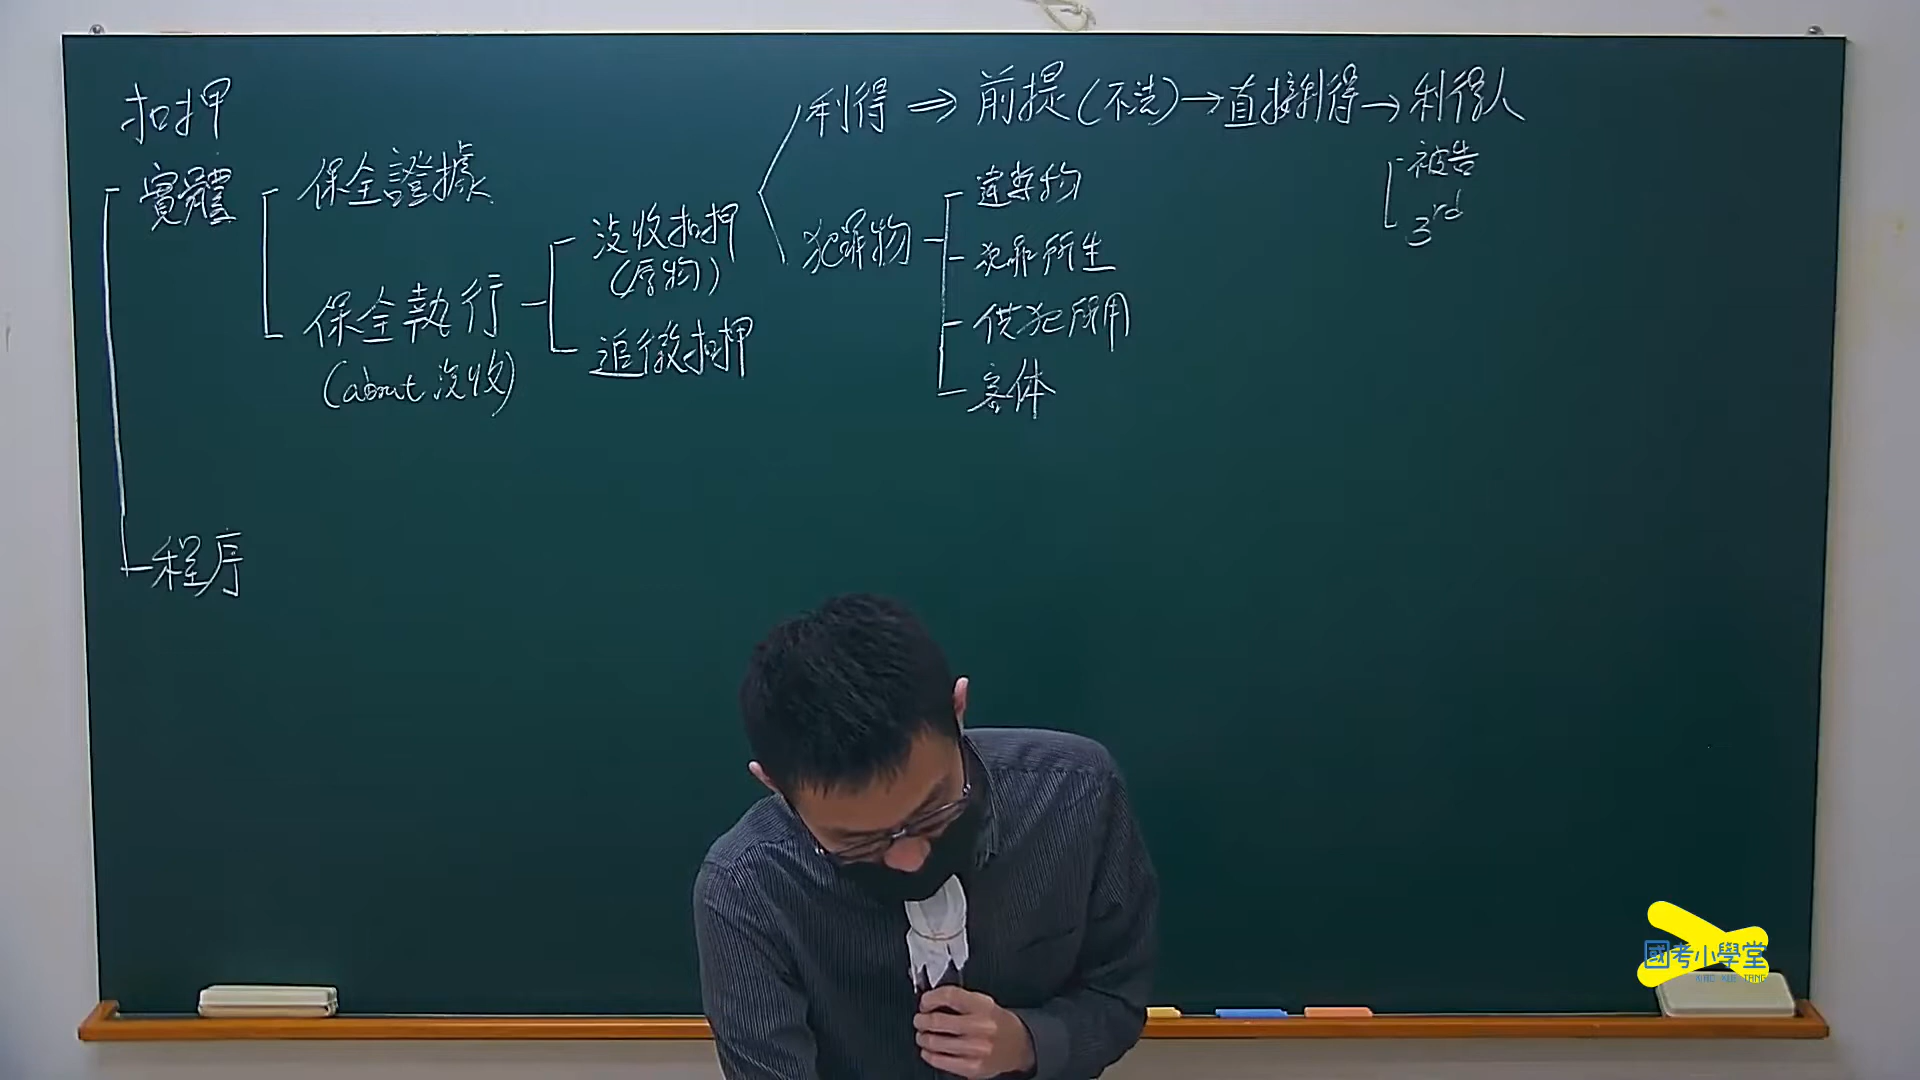 扣押
實體
保全證據
保全執行
(about 沒收)
沒收扣押
(原物)
追徵扣押
利得 ⇒ 前提(不法)→直接利得→利得人
被告
3rd
犯罪物
違禁物
犯罪所生
供犯所用
客体
程序
國考小學堂